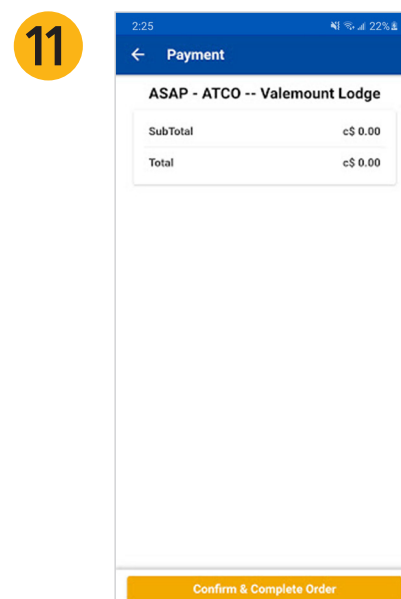 11
2:25
22%
Payment
ASAP - ATCO -- Valemount Lodge
SubTotal c$ 0.00
Total c$ 0.00
Confirm & Complete Order